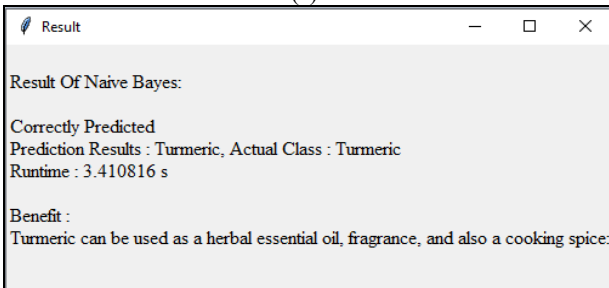 Result
Result Of Naive Bayes:
Correctly Predicted
Prediction Results : Turmeric, Actual Class : Turmeric
Runtime : 3.410816 s
Benefit :
Turmeric can be used as a herbal essential oil, fragrance, and also a cooking spice: